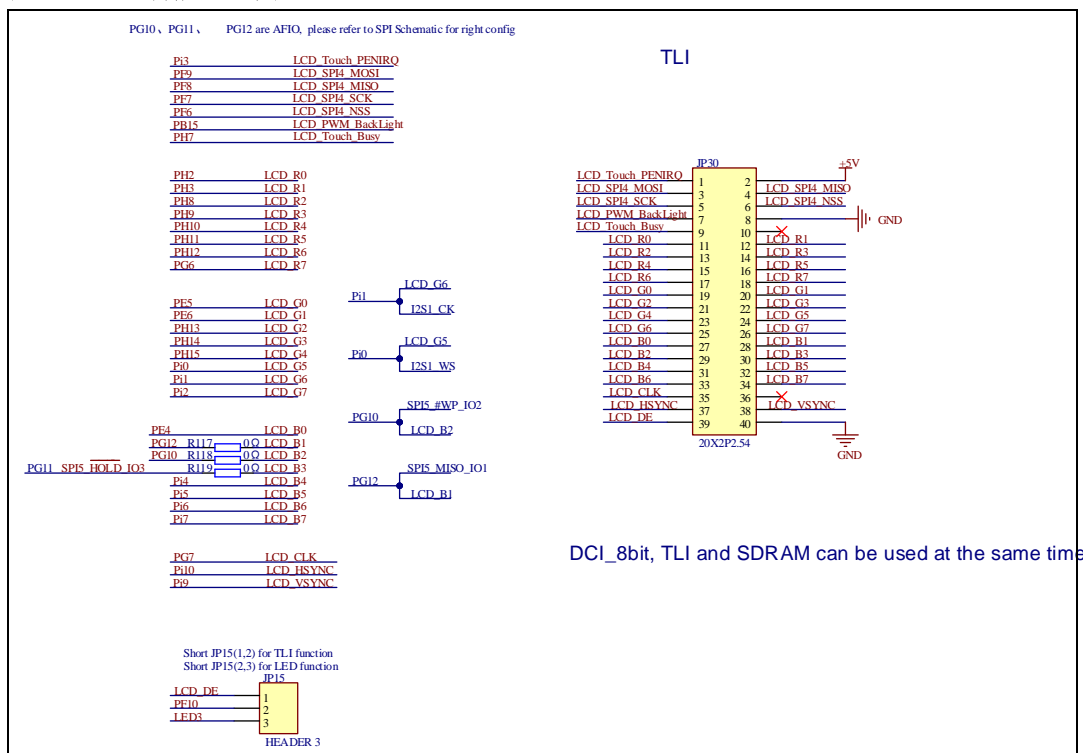 PG10、PG11、 PG12 are AFIO, please refer to SPI Schematic for right config
TLI
Pi3 LCD_Touch_PENIRQ
PF9 LCD_SPI4_MOSI
PF8 LCD_SPI4_MISO
PF7 LCD_SPI4_SCK
PF6 LCD_SPI4_NSS
PB15 LCD_PWM_BackLight
PH7 LCD_Touch_Busy
PH2 LCD_R0
PH3 LCD_R1
PH8 LCD_R2
PH9 LCD_R3
PH10 LCD_R4
PH11 LCD_R5
PH12 LCD_R6
PG6 LCD_R7
PE5 LCD_G0
PE6 LCD_G1
PH13 LCD_G2
PH14 LCD_G3
PH15 LCD_G4
Pi0 LCD_G5
Pi1 LCD_G6
Pi2 LCD_G7
PE4 LCD_B0
PG12 R117 0Ω LCD_B1
PG10 R118 0Ω LCD_B2
PG11 SPI5_HOLD_IO3 R119 0Ω LCD_B3
Pi4 LCD_B4
Pi5 LCD_B5
Pi6 LCD_B6
Pi7 LCD_B7
PG7 LCD_CLK
Pi10 LCD_HSYNC
Pi9 LCD_VSYNC
LCD_G6
Pi1
I2S1_CK
LCD_G5
Pi0
I2S1_WS
SPI5_#WP_IO2
PG10
LCD_B2
SPI5_MISO_IO1
PG12
LCD_B1
JP30
+5V
LCD_Touch_PENIRQ 1 2
LCD_SPI4_MOSI 3 4 LCD_SPI4_MISO
LCD_SPI4_SCK 5 6 LCD_SPI4_NSS
LCD_PWM_BackLight 7 8 GND
LCD_Touch_Busy 9 10
LCD_R0 11 12 LCD_R1
LCD_R2 13 14 LCD_R3
LCD_R4 15 16 LCD_R5
LCD_R6 17 18 LCD_R7
LCD_G0 19 20 LCD_G1
LCD_G2 21 22 LCD_G3
LCD_G4 23 24 LCD_G5
LCD_G6 25 26 LCD_G7
LCD_B0 27 28 LCD_B1
LCD_B2 29 30 LCD_B3
LCD_B4 31 32 LCD_B5
LCD_B6 33 34 LCD_B7
LCD_CLK 35 36
LCD_HSYNC 37 38 LCD_VSYNC
LCD_DE 39 40
20X2P2.54
GND
DCI_8bit, TLI and SDRAM can be used at the same time
Short JP15(1,2) for TLI function
Short JP15(2,3) for LED function
JP15
LCD_DE 1
PF10 2
LED3 3
HEADER 3